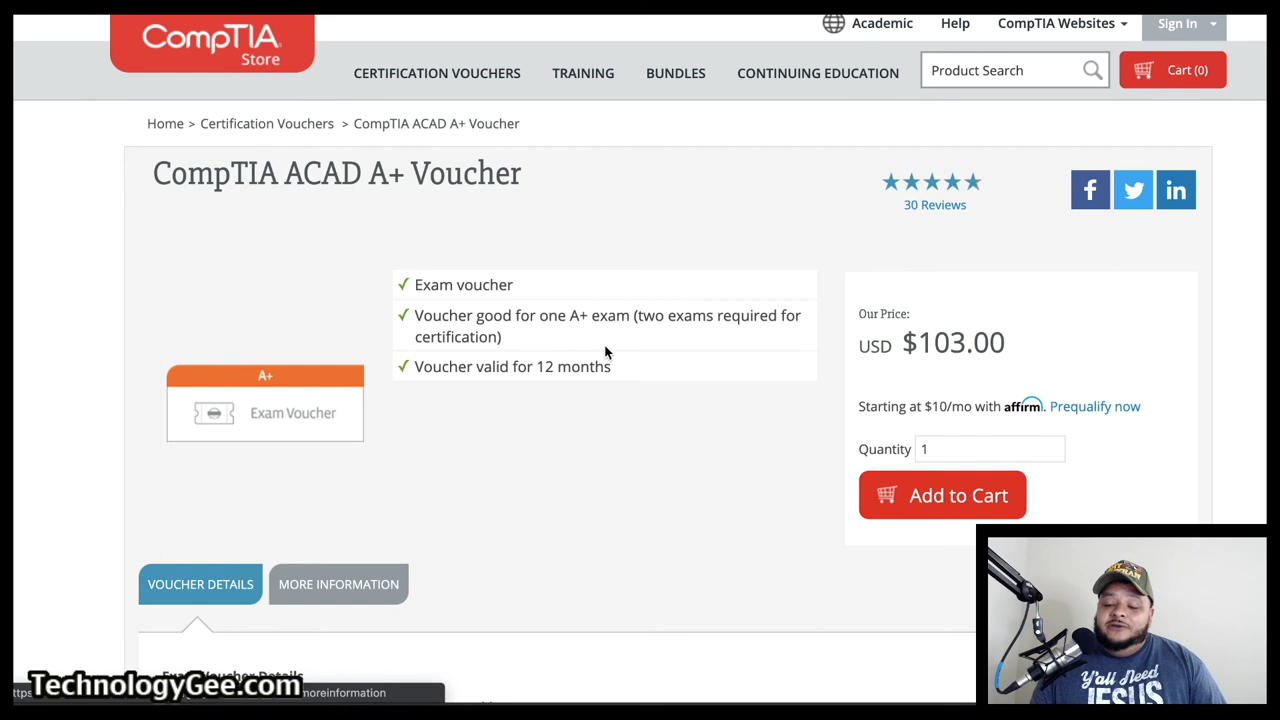 CompTIA.
Store
Academic Help CompTIA Websites Sign In
CERTIFICATION VOUCHERS TRAINING BUNDLES CONTINUING EDUCATION Product Search Cart (0)
Home > Certification Vouchers > CompTIA ACAD A+ Voucher
CompTIA ACAD A+ Voucher
30 Reviews
f in
✓ Exam voucher
✓ Voucher good for one A+ exam (two exams required for
certification)
✓ Voucher valid for 12 months
A+
Exam Voucher
Our Price:
USD $103.00
Starting at $10/mo with affirm. Prequalify now
Quantity 1
Add to Cart
VOUCHER DETAILS MORE INFORMATION
TechnologyGee.com
moreinformation
Y'all Need
JESUS